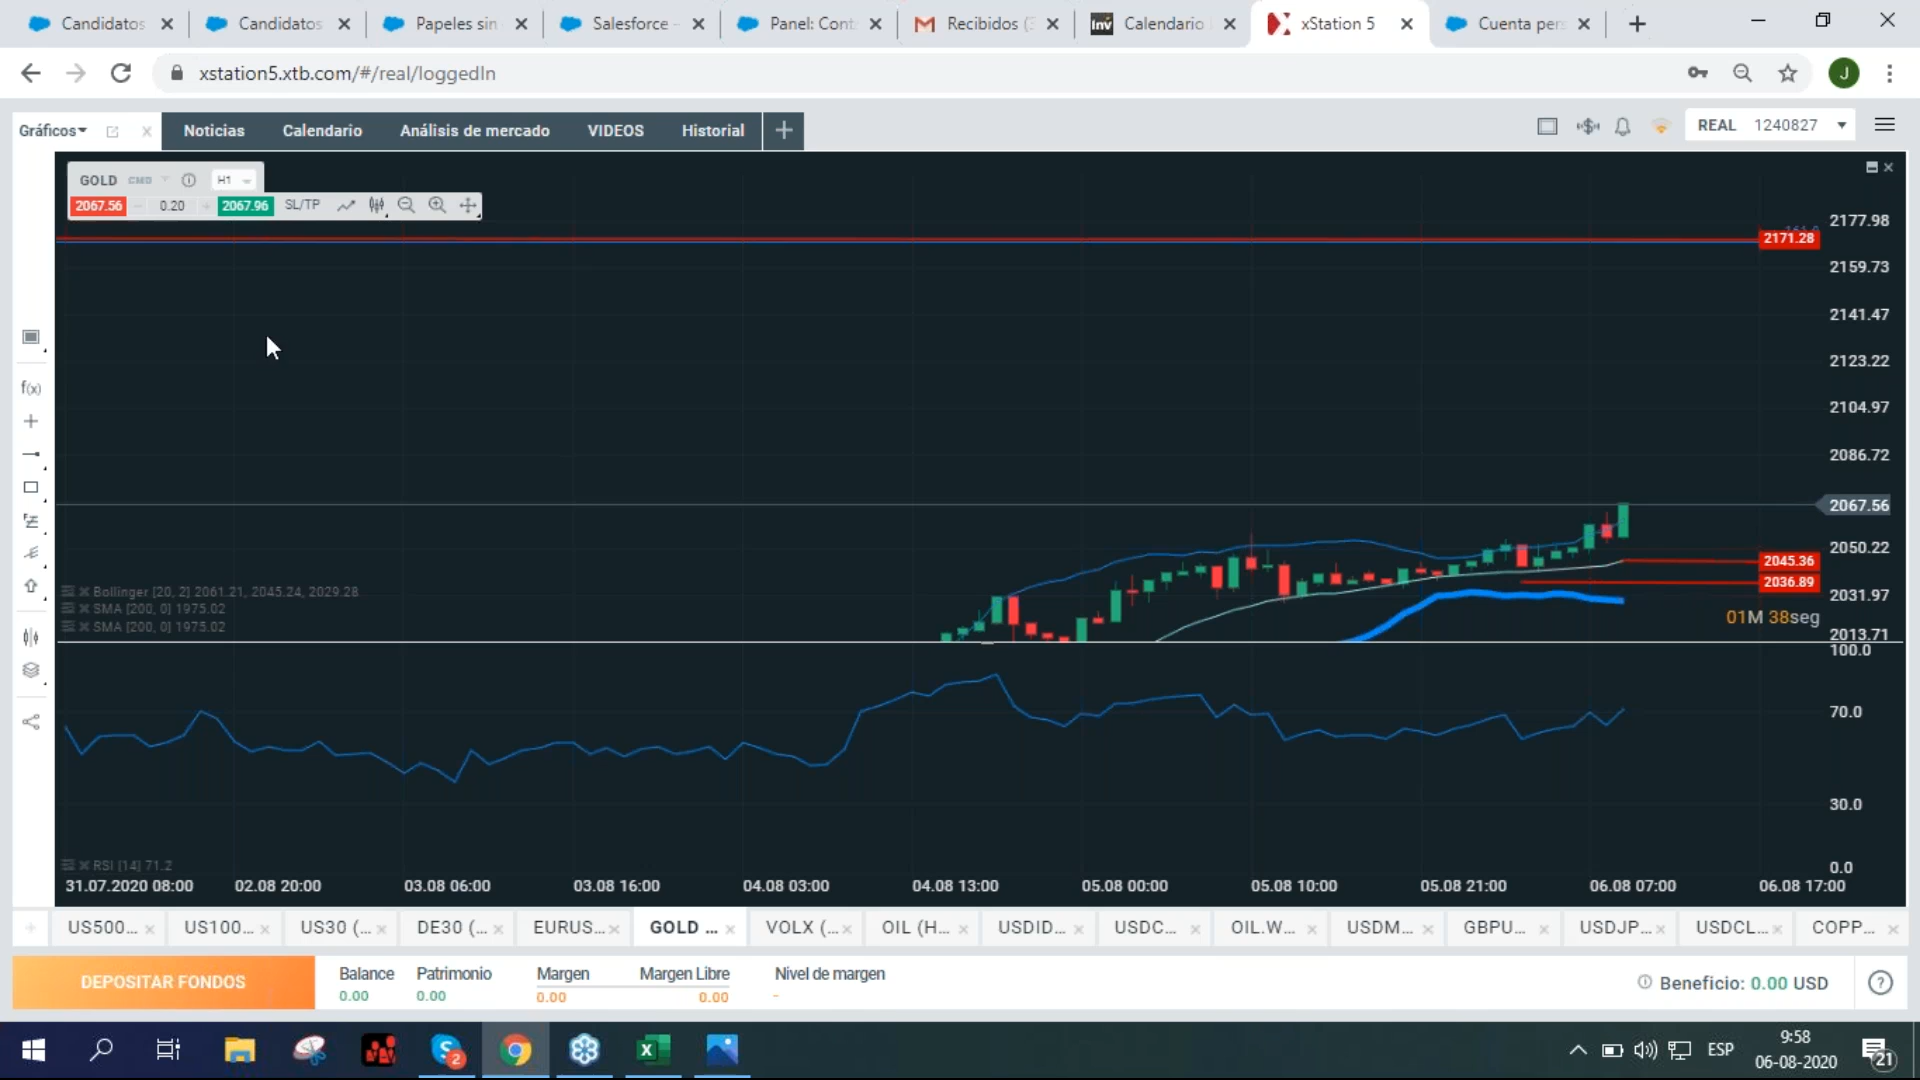 Candidatos
Candidatos
Papeles sin
Salesforce -
Panel: Cont
Recibidos (3
Calendario
xStation 5
Cuenta pers
xstation5.xtb.com/#/real/loggedIn
J
Gráficos
Noticias
Calendario
Análisis de mercado
VIDEOS
Historial
REAL 1240827
GOLD CMD H1
2067.56 0.20 2067.96 SL/TP
2177.98
2171.28
2159.73
2141.47
2123.22
f(x)
2104.97
2086.72
2067.56
2050.22
2045.36
2036.89
Bollinger [20, 2] 2061.21, 2045.24, 2029.28
2031.97
SMA [200, 0] 1975.02
01M 38seg
SMA [200, 0] 1975.02
2013.71
100.0
70.0
30.0
RSI [14] 71.2
0.0
31.07.2020 08:00
02.08 20:00
03.08 06:00
03.08 16:00
04.08 03:00
04.08 13:00
05.08 00:00
05.08 10:00
05.08 21:00
06.08 07:00
06.08 17:00
US500...
US100...
US30 (...
DE30 (...
EURUS...
GOLD ...
VOLX (...
OIL (H...
USDID...
USDC...
OIL.W...
USDM...
GBPU...
USDJP...
USDCL...
COPP...
DEPOSITAR FONDOS
Balance
Patrimonio
Margen
Margen Libre
Nivel de margen
0.00
0.00
0.00
0.00
-
Beneficio: 0.00 USD
2
ESP
9:58
06-08-2020
21